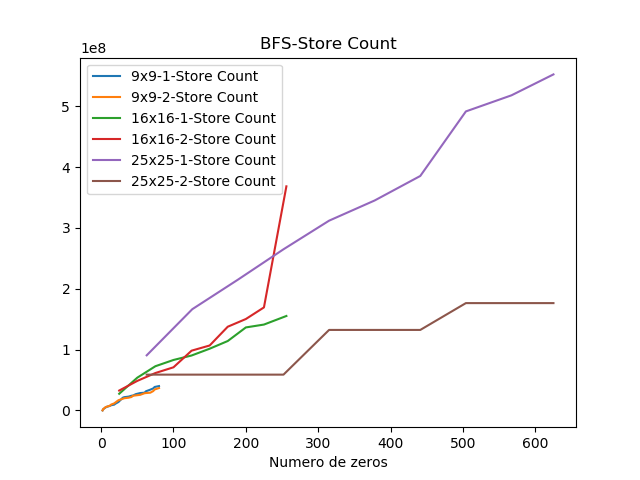 BFS-Store Count
1e8
9x9-1-Store Count
9x9-2-Store Count
16x16-1-Store Count
16x16-2-Store Count
25x25-1-Store Count
25x25-2-Store Count
5
4
3
2
1
0
0 100 200 300 400 500 600
Numero de zeros